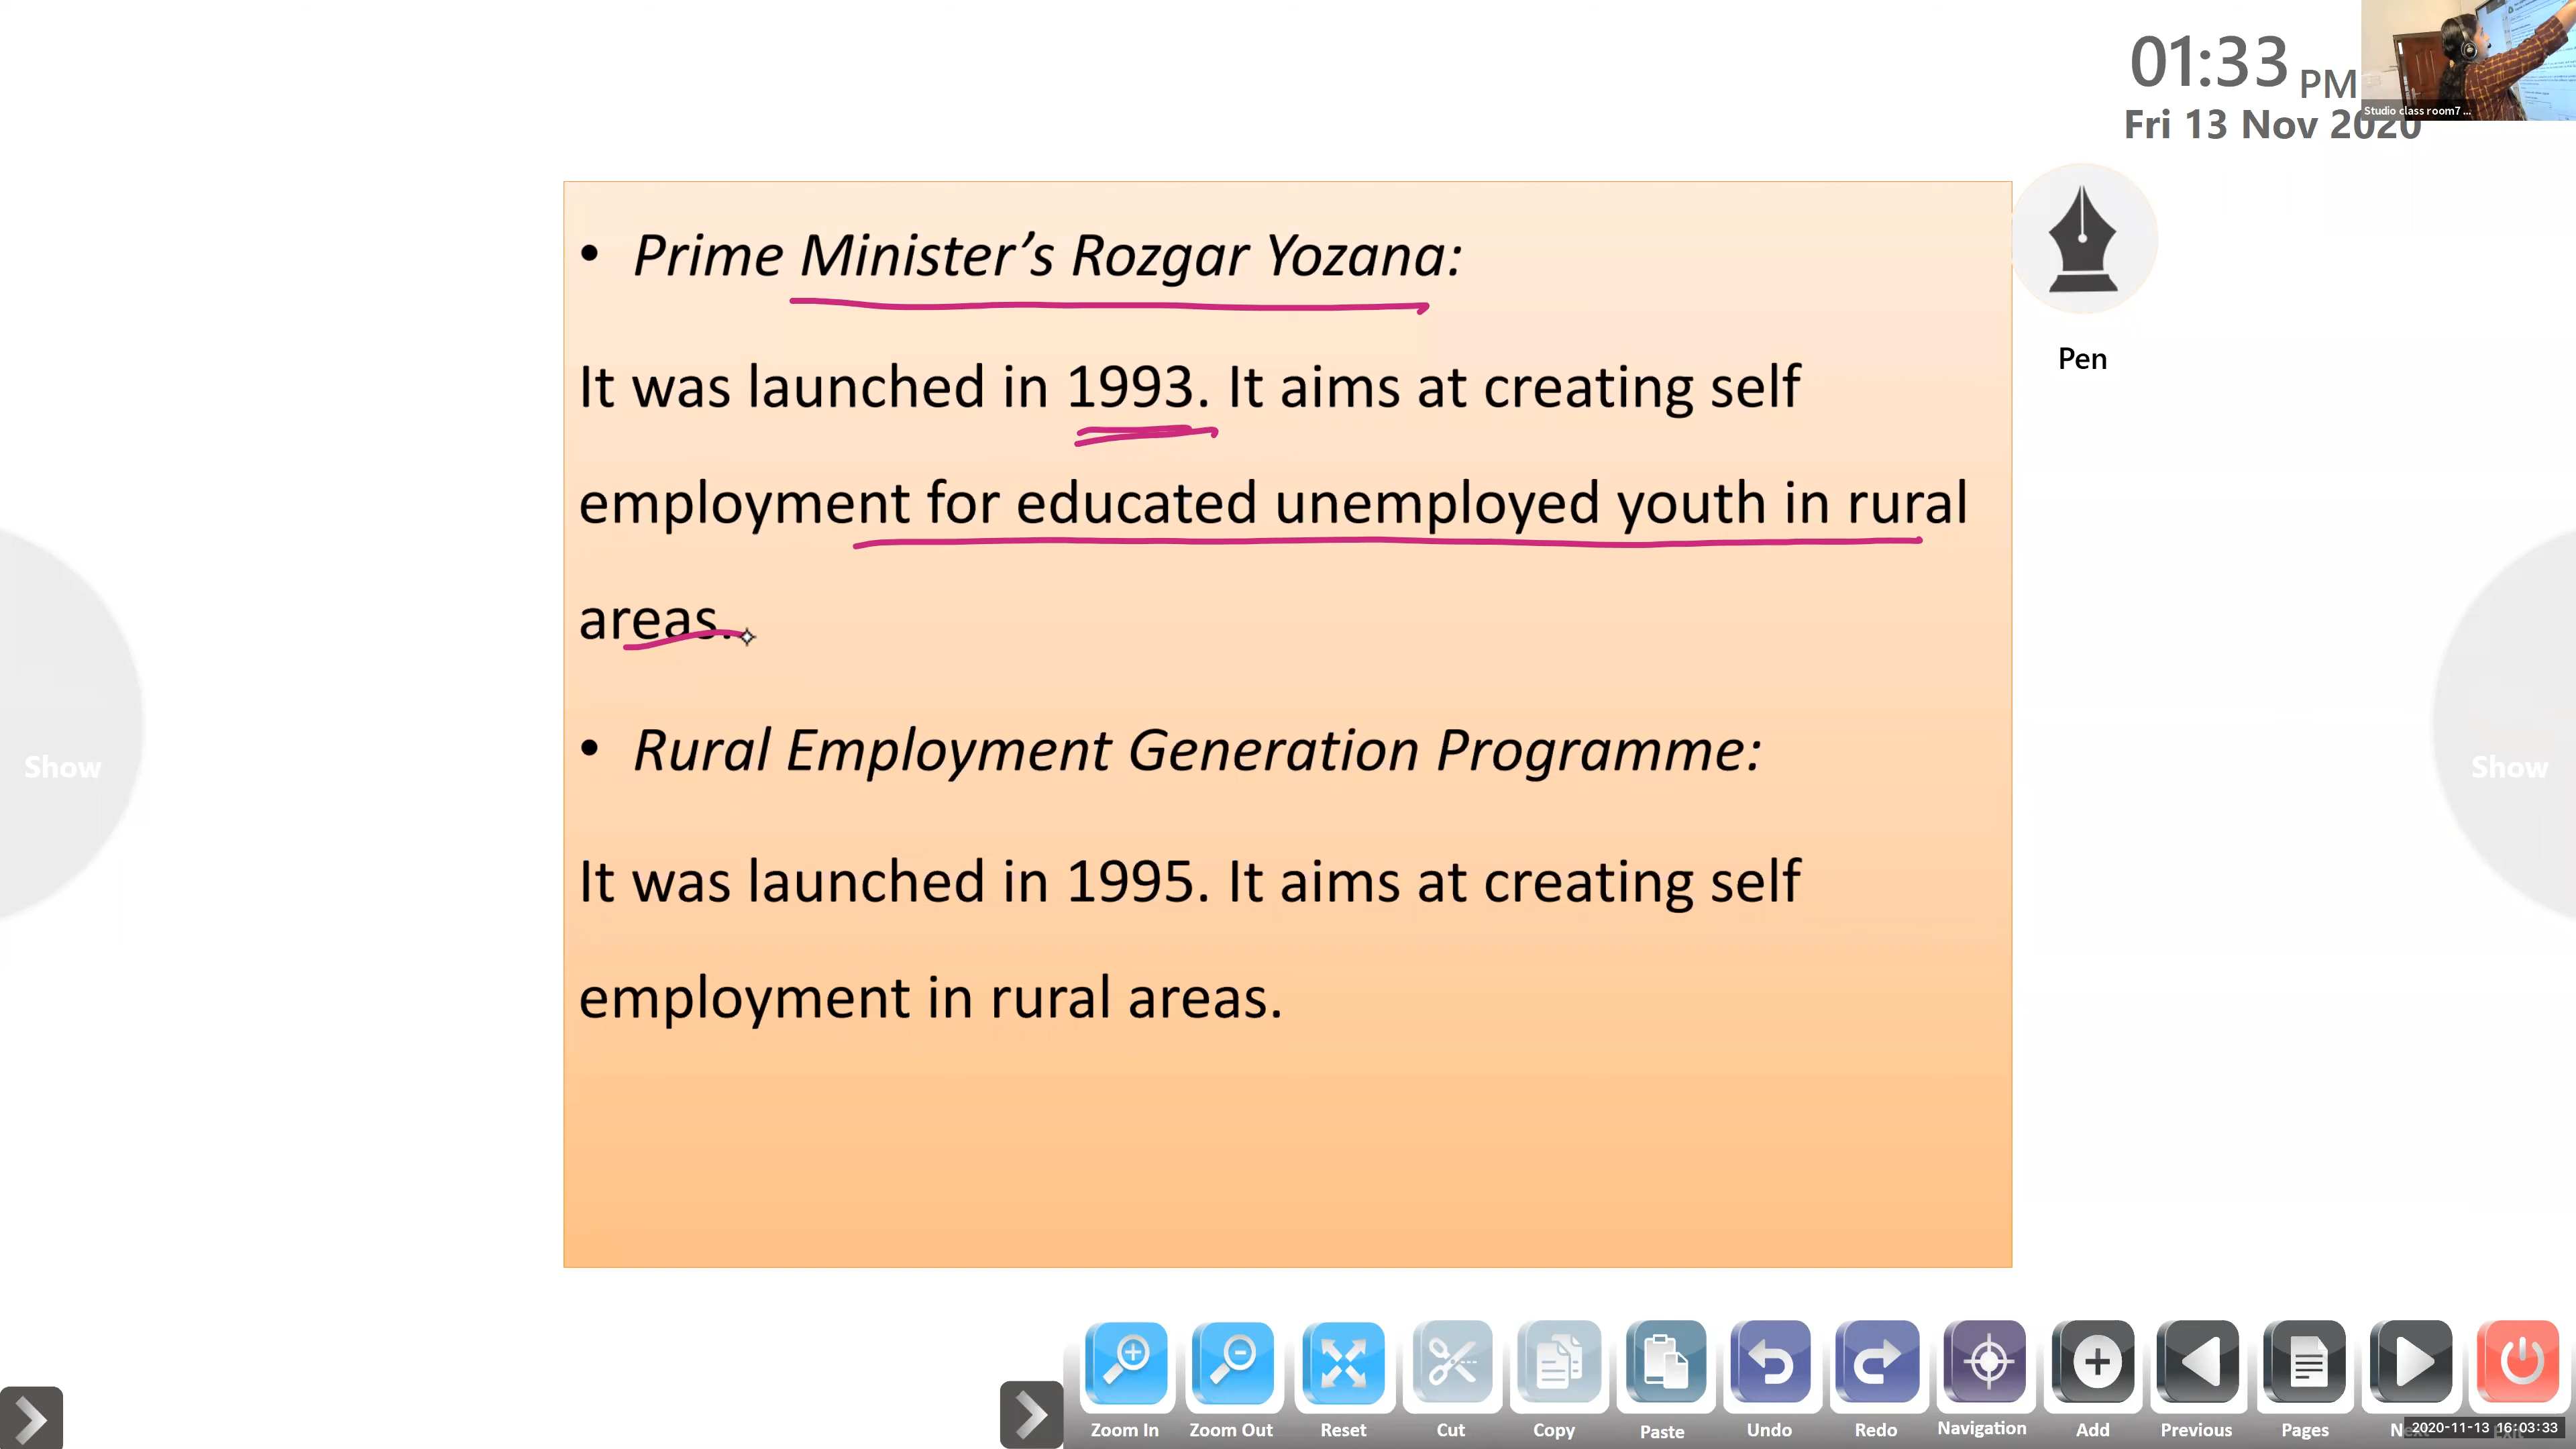 01:33 PM
Fri 13 Nov 2020
Studio class room7 ...
• Prime Minister’s Rozgar Yozana:
Pen
It was launched in 1993. It aims at creating self
employment for educated unemployed youth in rural
areas.
• Rural Employment Generation Programme:
Show
Show
It was launched in 1995. It aims at creating self
employment in rural areas.
Zoom In Zoom Out Reset Cut Copy Paste Undo Redo Navigation Add Previous Pages
2020-11-13 16:03:33